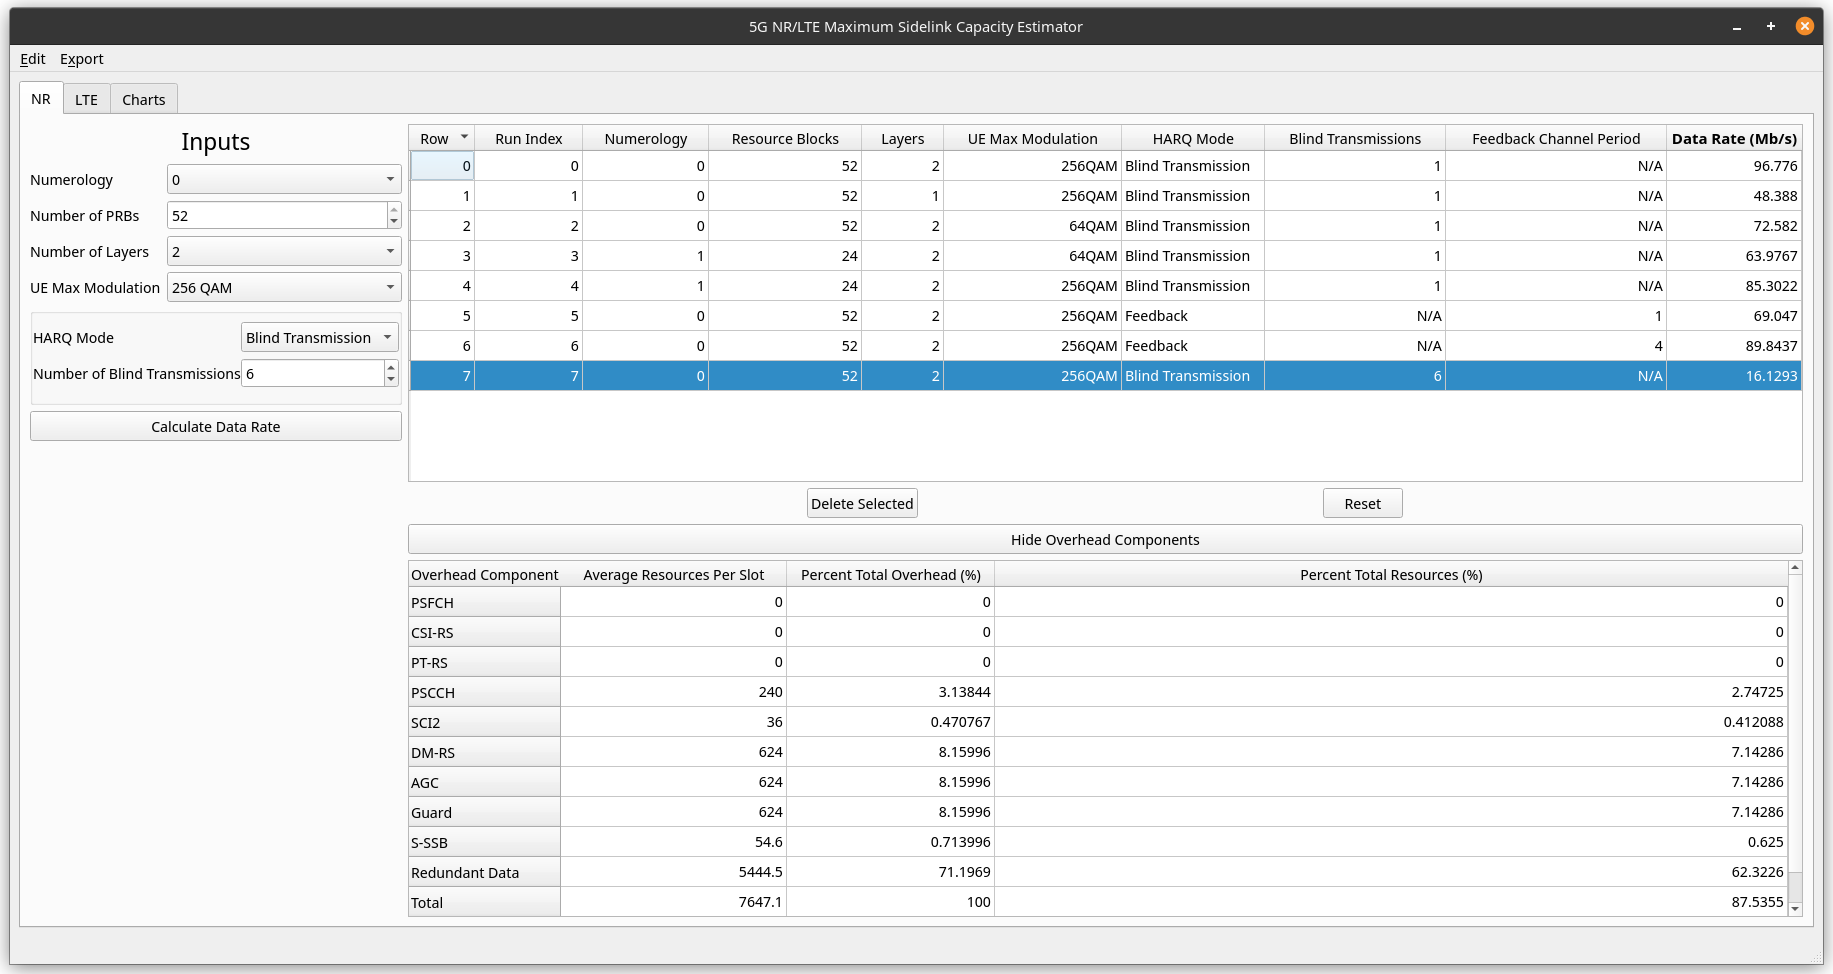 5G NR/LTE Maximum Sidelink Capacity Estimator
Edit Export
NR LTE Charts
Inputs
Numerology 0
Number of PRBs 52
Number of Layers 2
UE Max Modulation 256 QAM
HARQ Mode Blind Transmission
Number of Blind Transmissions 6
Calculate Data Rate
Row Run Index Numerology Resource Blocks Layers UE Max Modulation HARQ Mode Blind Transmissions Feedback Channel Period Data Rate (Mb/s)
0 0 0 52 2 256QAM Blind Transmission 1 N/A 96.776
1 1 0 52 1 256QAM Blind Transmission 1 N/A 48.388
2 2 0 52 2 64QAM Blind Transmission 1 N/A 72.582
3 3 1 24 2 64QAM Blind Transmission 1 N/A 63.9767
4 4 1 24 2 256QAM Blind Transmission 1 N/A 85.3022
5 5 0 52 2 256QAM Feedback N/A 1 69.047
6 6 0 52 2 256QAM Feedback N/A 4 89.8437
7 7 0 52 2 256QAM Blind Transmission 6 N/A 16.1293
Delete Selected Reset
Hide Overhead Components
Overhead Component Average Resources Per Slot Percent Total Overhead (%) Percent Total Resources (%)
PSFCH 0 0 0
CSI-RS 0 0 0
PT-RS 0 0 0
PSCCH 240 3.13844 2.74725
SCI2 36 0.470767 0.412088
DM-RS 624 8.15996 7.14286
AGC 624 8.15996 7.14286
Guard 624 8.15996 7.14286
S-SSB 54.6 0.713996 0.625
Redundant Data 5444.5 71.1969 62.3226
Total 7647.1 100 87.5355